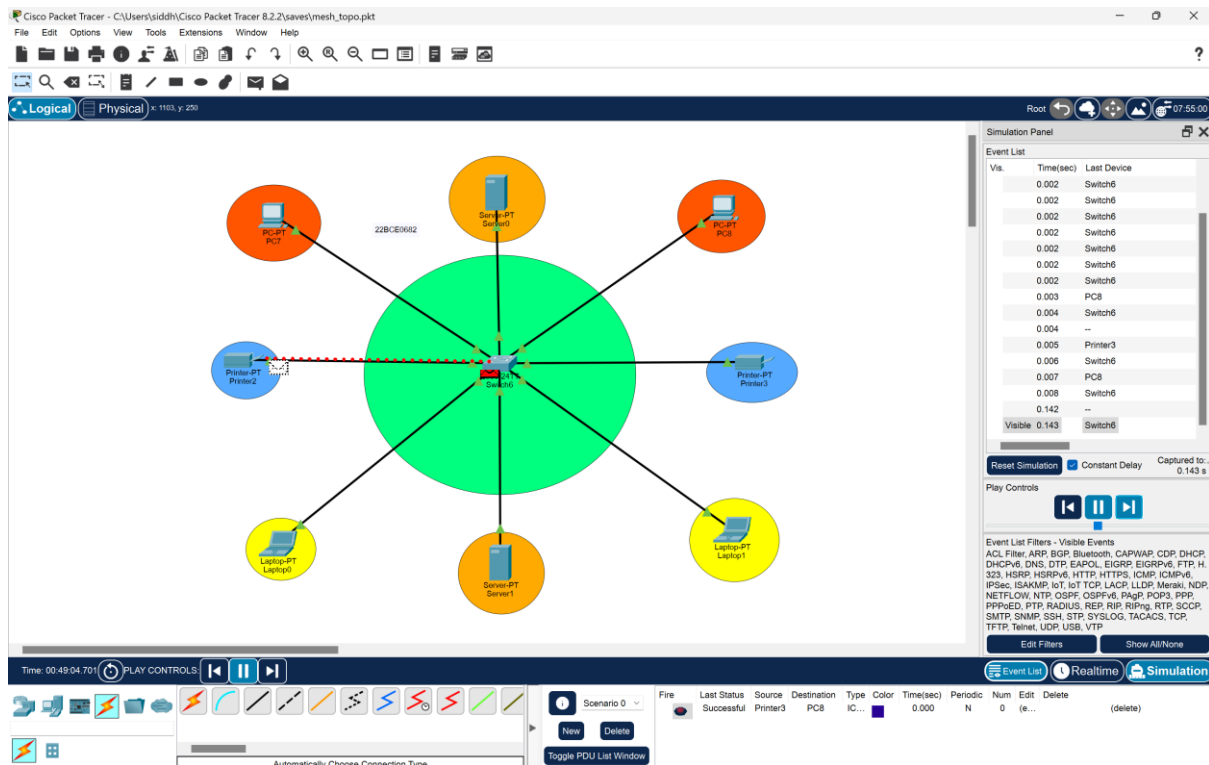 Cisco Packet Tracer - C:\Users\siddh\Cisco Packet Tracer 8.2.2\saves\mesh_topo.pkt
File Edit Options View Tools Extensions Window Help
Logical Physical x: 1103, y: 250 Root 07:55:00
Simulation Panel
Event List
Vis. Time(sec) Last Device
0.002 Switch6
0.002 Switch6
0.002 Switch6
0.002 Switch6
0.002 Switch6
0.002 Switch6
0.002 Switch6
0.003 PC8
0.004 Switch6
0.004 --
0.005 Printer3
0.006 Switch6
0.007 PC8
0.008 Switch6
0.142 --
Visible 0.143 Switch6
Reset Simulation Constant Delay Captured to:
0.143 s
Play Controls
Event List Filters - Visible Events
ACL Filter, ARP, BGP, Bluetooth, CAPWAP, CDP, DHCP,
DHCPv6, DNS, DTP, EAPOL, EIGRP, EIGRPv6, FTP, H.
323, HSRP, HSRPv6, HTTP, HTTPS, ICMP, ICMPv6,
IPSec, ISAKMP, IoT, IoT TCP, LACP, LLDP, Meraki, NDP,
NETFLOW, NTP, OSPF, OSPFv6, PAgP, POP3, PPP,
PPPoED, PTP, RADIUS, REP, RIP, RIPng, RTP, SCCP,
SMTP, SNMP, SSH, STP, SYSLOG, TACACS, TCP,
TFTP, Telnet, UDP, USB, VTP
Edit Filters Show All/None
Server-PT
Server0
PC-PT
PC7
22BCE0682
PC-PT
PC8
Printer-PT
Printer2
Switch6
Printer-PT
Printer3
Laptop-PT
Laptop0
Server-PT
Server1
Laptop-PT
Laptop1
Time: 00:49:04.701 PLAY CONTROLS:
Event List Realtime Simulation
Scenario 0
New Delete
Toggle PDU List Window
Fire Last Status Source Destination Type Color Time(sec) Periodic Num Edit Delete
Successful Printer3 PC8 IC... 0.000 N 0 (e... (delete)
Automatically Choose Connection Type